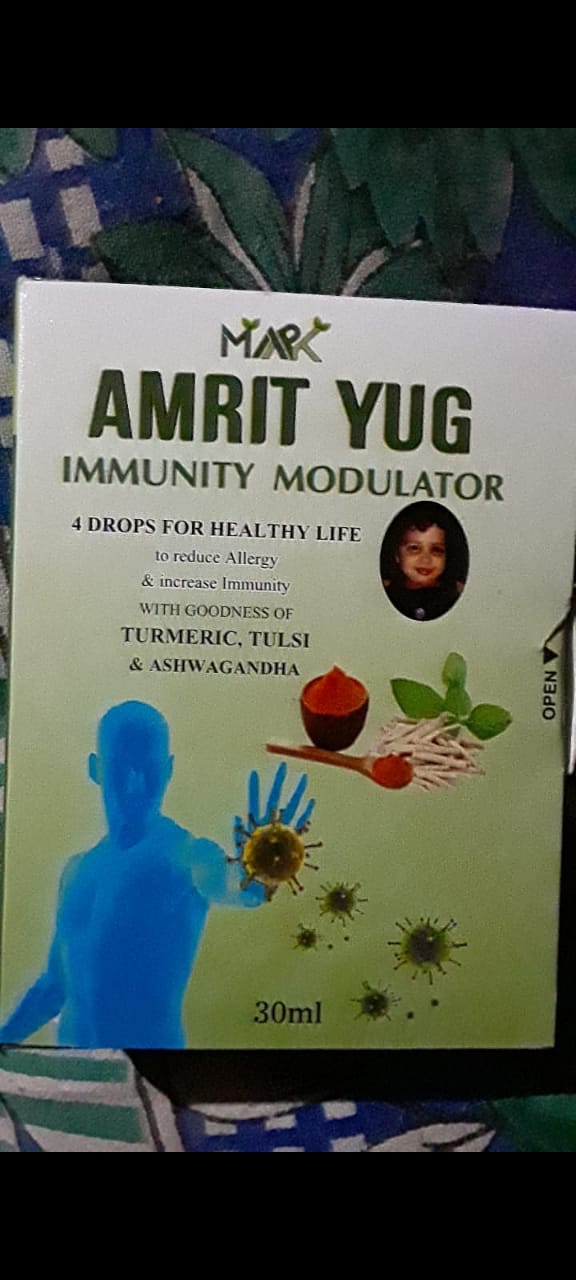 MAPK
AMRIT YUG
IMMUNITY MODULATOR
4 DROPS FOR HEALTHY LIFE
to reduce Allergy
& increase Immunity
WITH GOODNESS OF
TURMERIC, TULSI
& ASHWAGANDHA
OPEN
30ml